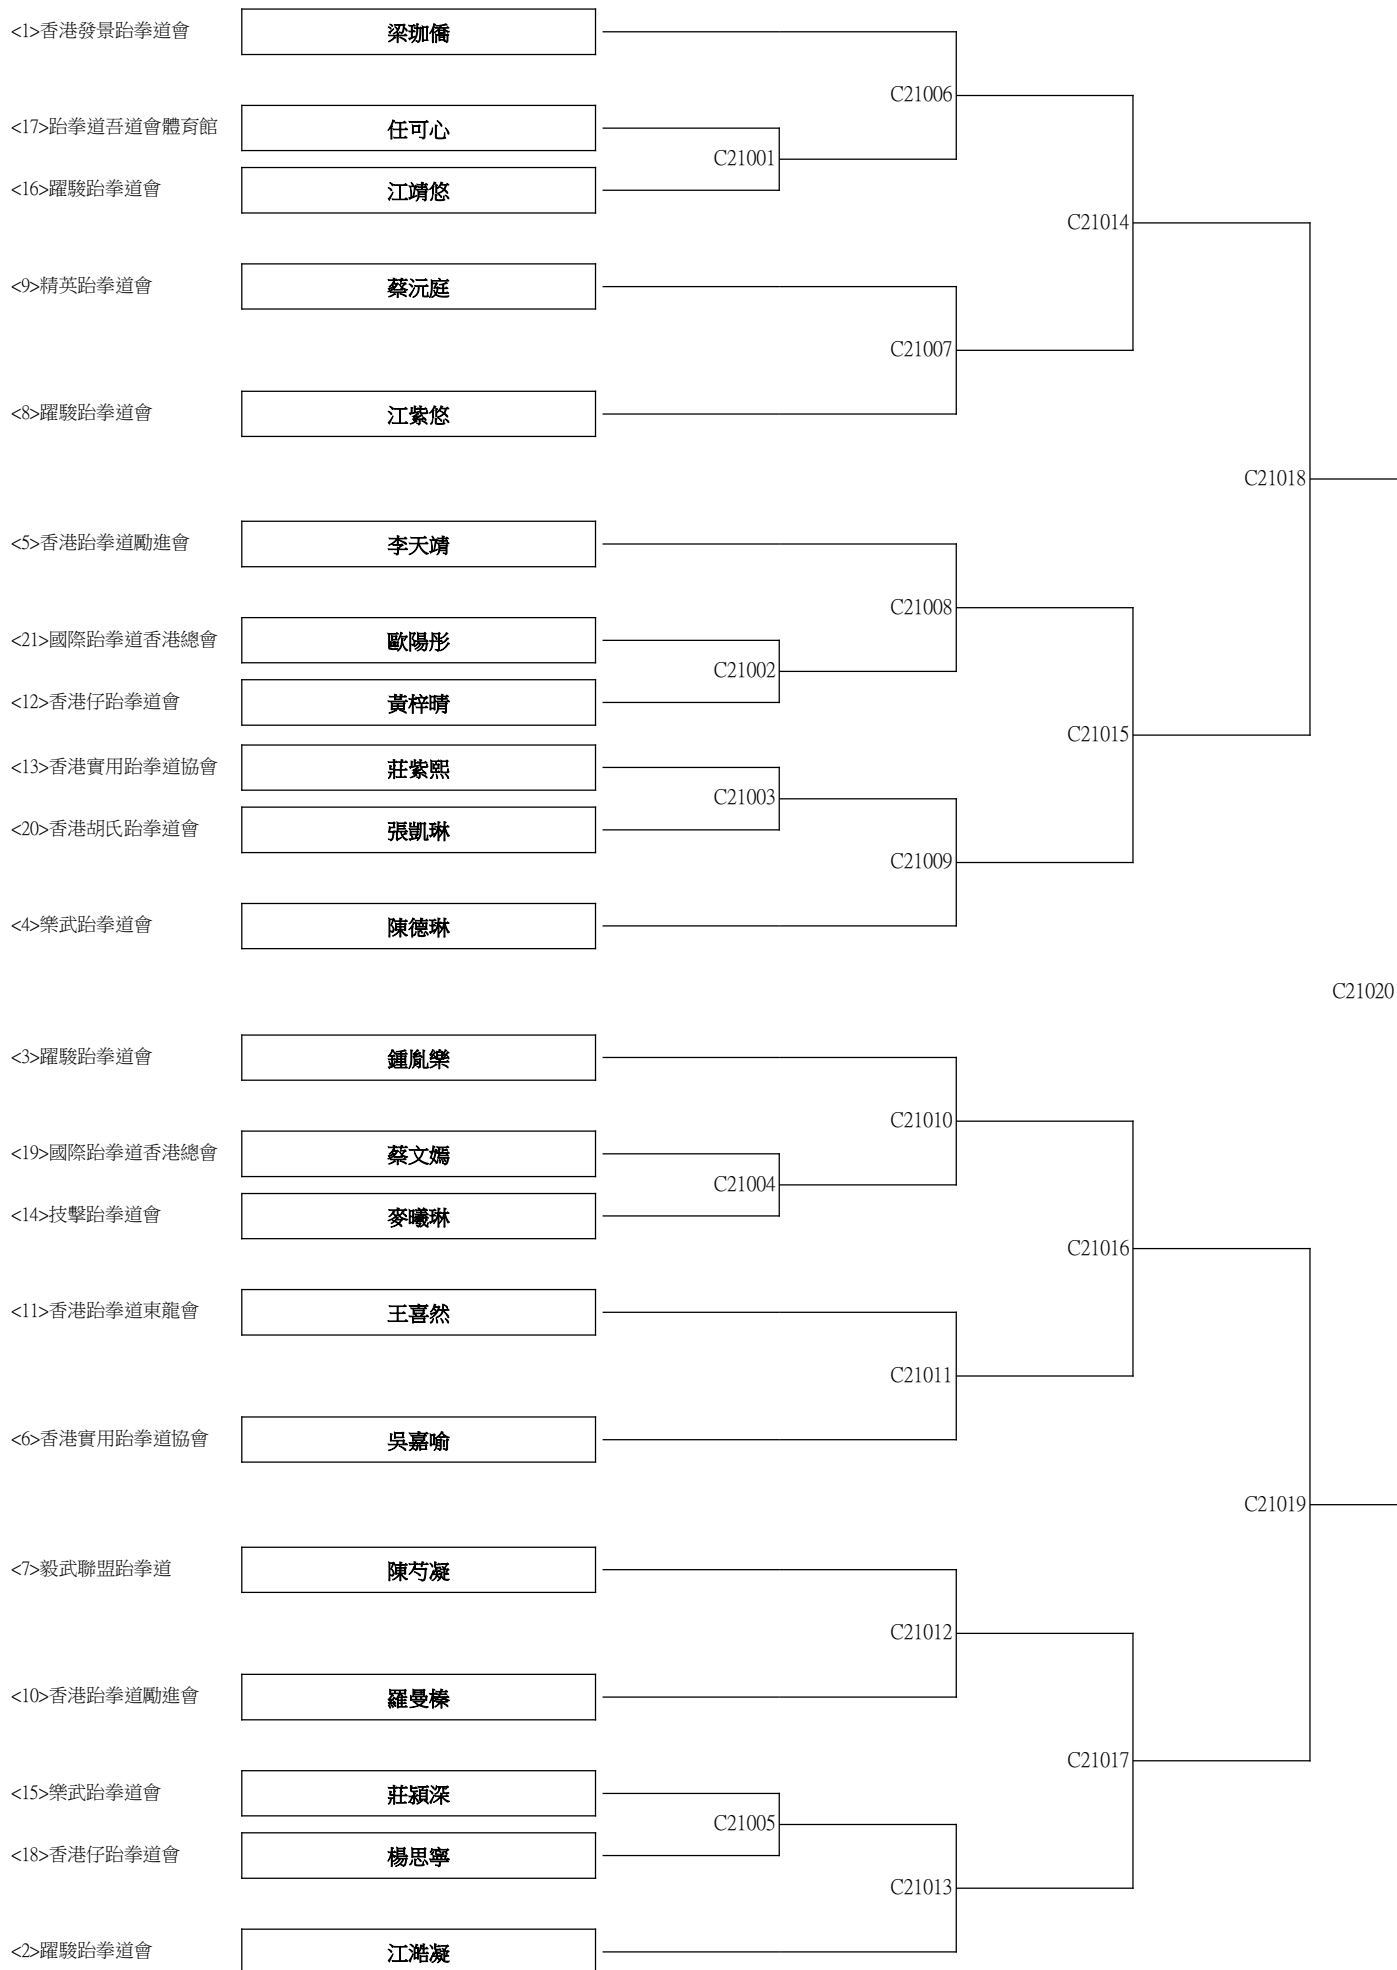 <1>香港發景跆拳道會 梁珈僑
C21006
<17>跆拳道吾道會體育館 任可心
C21001
<16>躍駿跆拳道會 江靖悠
C21014
<9>精英跆拳道會 蔡沅庭
C21007
<8>躍駿跆拳道會 江紫悠
C21018
<5>香港跆拳道勵進會 李天靖
C21008
<21>國際跆拳道香港總會 歐陽彤
C21002
<12>香港仔跆拳道會 黃梓晴
C21015
<13>香港實用跆拳道協會 莊紫熙
C21003
<20>香港胡氏跆拳道會 張凱琳
C21009
<4>樂武跆拳道會 陳德琳
C21020
<3>躍駿跆拳道會 鍾胤樂
C21010
<19>國際跆拳道香港總會 蔡文嫣
C21004
<14>技擊跆拳道會 麥曦琳
C21016
<11>香港跆拳道東龍會 王喜然
C21011
<6>香港實用跆拳道協會 吳嘉喻
C21019
<7>毅武聯盟跆拳道 陳芍凝
C21012
<10>香港跆拳道勵進會 羅曼榛
C21017
<15>樂武跆拳道會 莊潁深
C21005
<18>香港仔跆拳道會 楊思寧
C21013
<2>躍駿跆拳道會 江澔凝